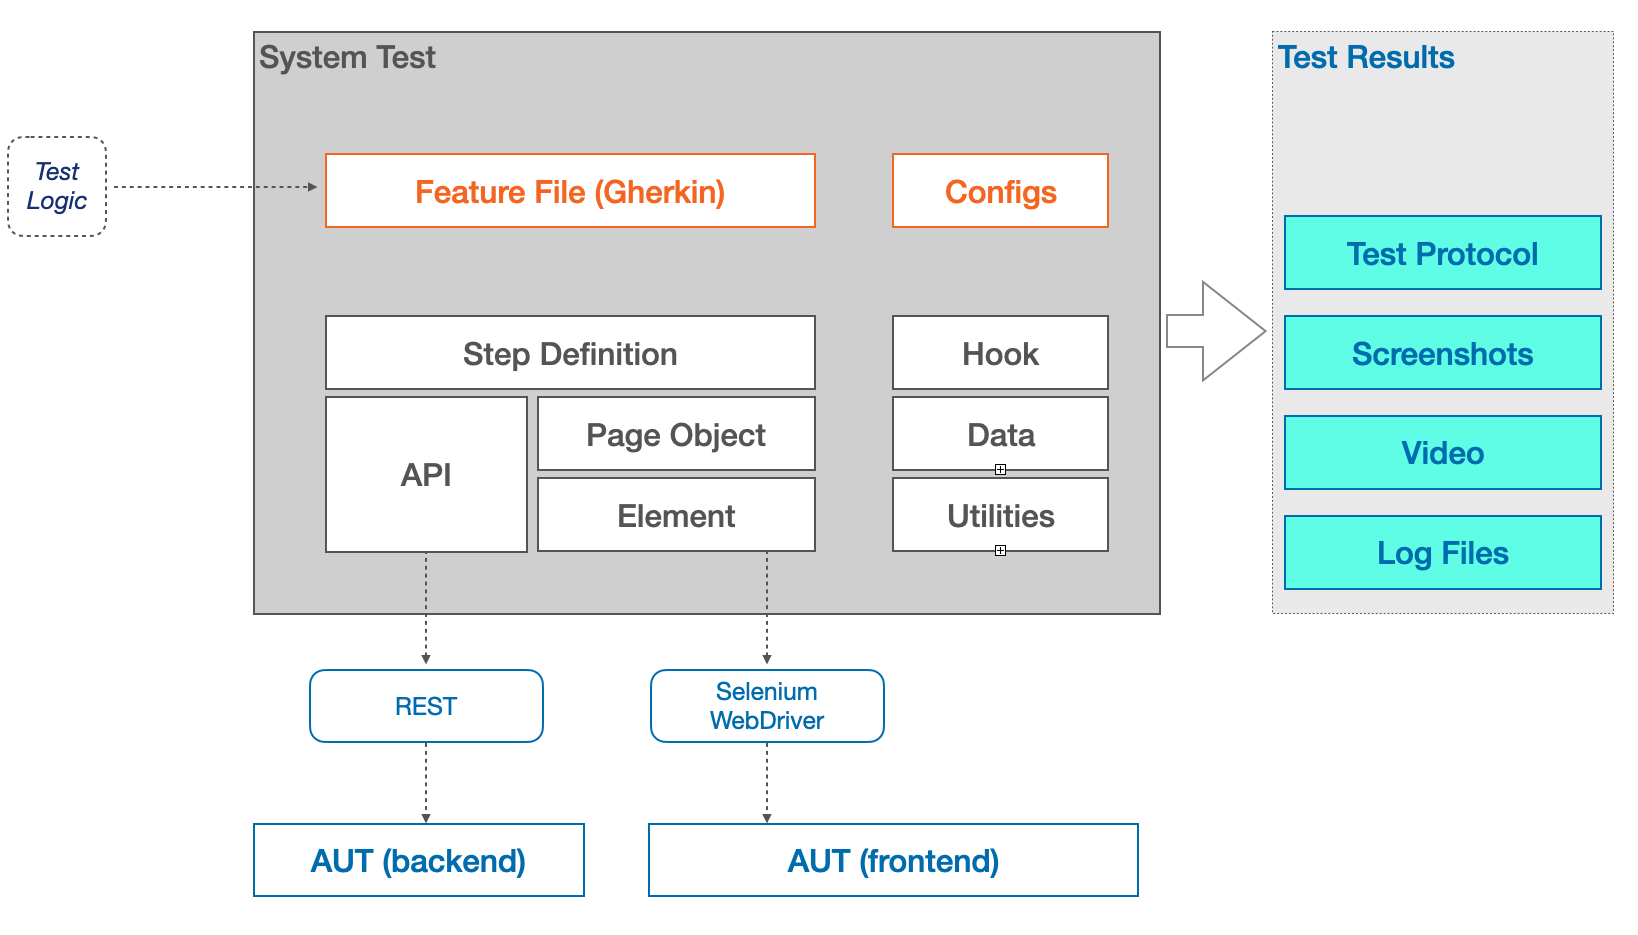 System Test
Test Results
Test
Logic
Feature File (Gherkin)
Configs
Test Protocol
Step Definition
Hook
Screenshots
API
Page Object
Data
Video
Element
Utilities
Log Files
REST
Selenium
WebDriver
AUT (backend)
AUT (frontend)